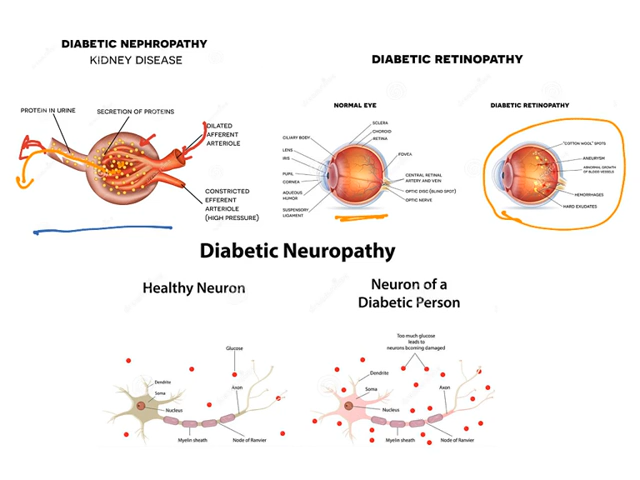 DIABETIC NEPHROPATHY
KIDNEY DISEASE
PROTEIN IN URINE
SECRETION OF PROTEINS
DILATED
AFFERENT
ARTERIOLE
CONSTRICTED
EFFERENT
ARTERIOLE
(HIGH PRESSURE)
DIABETIC RETINOPATHY
NORMAL EYE
CILIARY BODY
LENS
IRIS
PUPIL
CORNEA
AQUEOUS
HUMOR
SUSPENSORY
LIGAMENT
SCLERA
CHOROID
RETINA
FOVEA
CENTRAL RETINAL
ARTERY AND VEIN
OPTIC DISC (BLIND SPOT)
OPTIC NERVE
DIABETIC RETINOPATHY
"COTTON WOOL" SPOTS
ANEURYSM
ABNORMAL GROWTH
OF BLOOD VESSELS
HEMORRHAGES
HARD EXUDATES
Diabetic Neuropathy
Healthy Neuron
Glucose
Dendrite
Soma
Axon
Nucleus
Myelin sheath
Node of Ranvier
Neuron of a
Diabetic Person
Too much glucose
leads to
neurons bcoming damaged
Dendrite
Soma
Axon
Nucleus
Myelin sheath
Node of Ranvier